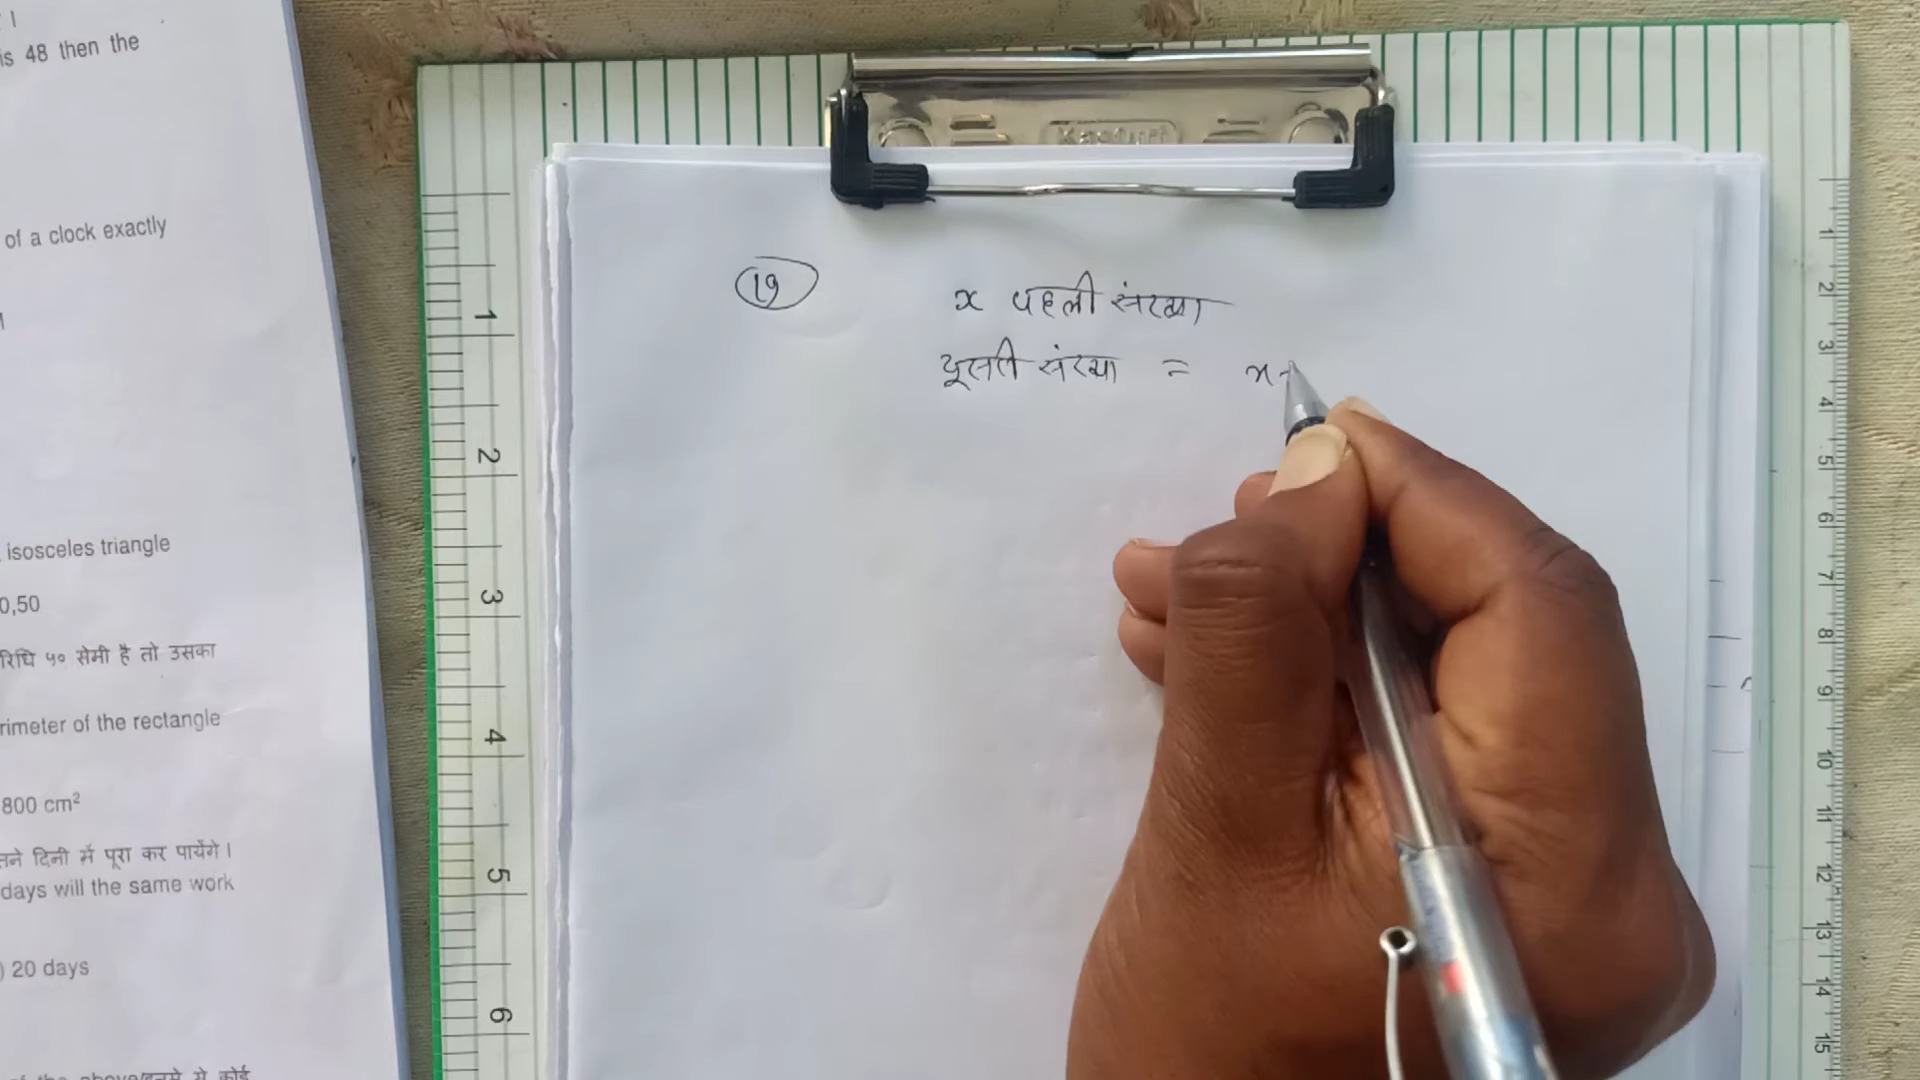 is 48 then the
of a clock exactly
isosceles triangle
0,50
रिधि ५० सेमी है तो उसका
rimeter of the rectangle
800 cm²
तने दिनी में पूरा कर पायेंगे।
days will the same work
) 20 days
19
x पहली संख्या
दूसरी संख्या = x
1
2
3
4
5
6
1
2
3
4
5
6
7
8
9
10
11
12
13
14
15